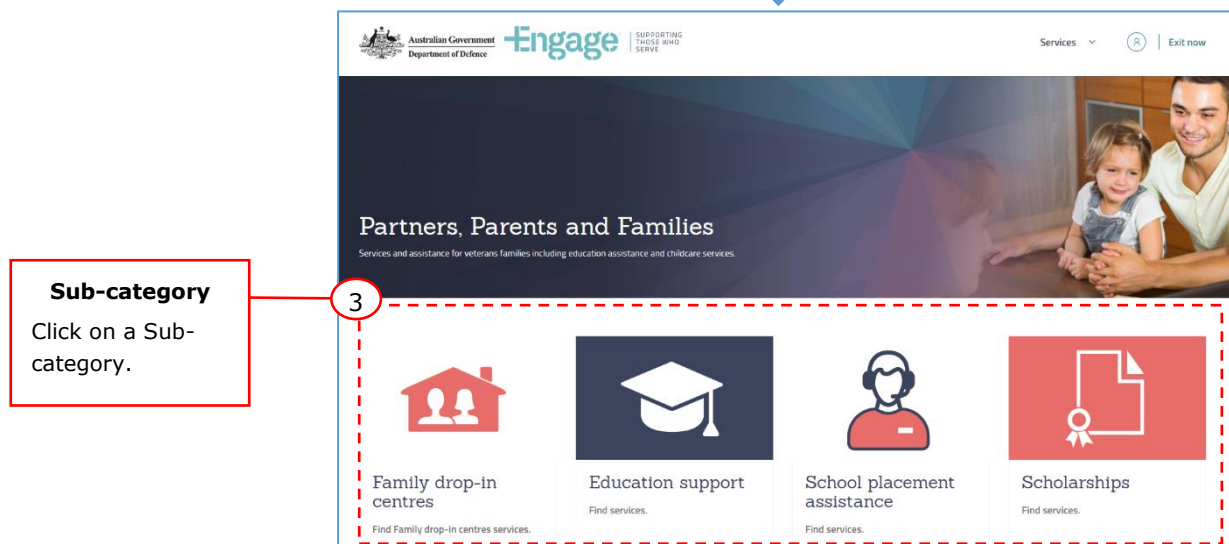 Australian Government
Department of Defence
Engage
SUPPORTING
THOSE WHO
SERVE
Services
Exit now
Partners, Parents and Families
Services and assistance for veterans families including education assistance and childcare services.
Sub-category
Click on a Sub-
category.
3
Family drop-in
centres
Find Family drop-in centres services.
Education support
Find services.
School placement
assistance
Find services.
Scholarships
Find services.